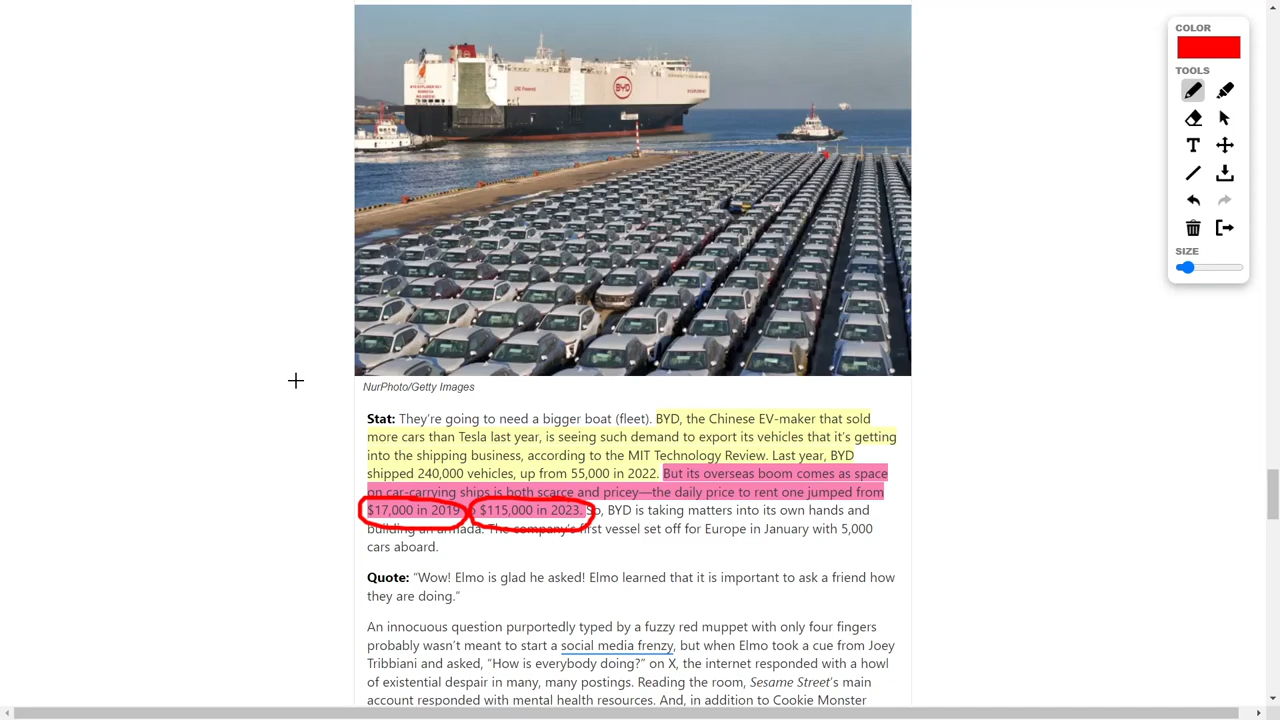 COLOR
TOOLS
SIZE
BYD
NurPhoto/Getty Images
Stat: They’re going to need a bigger boat (fleet). BYD, the Chinese EV-maker that sold
more cars than Tesla last year, is seeing such demand to export its vehicles that it’s getting
into the shipping business, according to the MIT Technology Review. Last year, BYD
shipped 240,000 vehicles, up from 55,000 in 2022. But its overseas boom comes as space
on car-carrying ships is both scarce and pricey—the daily price to rent one jumped from
$17,000 in 2019 to $115,000 in 2023. So, BYD is taking matters into its own hands and
building an armada. The company’s first vessel set off for Europe in January with 5,000
cars aboard.
Quote: “Wow! Elmo is glad he asked! Elmo learned that it is important to ask a friend how
they are doing.”
An innocuous question purportedly typed by a fuzzy red muppet with only four fingers
probably wasn’t meant to start a social media frenzy, but when Elmo took a cue from Joey
Tribbiani and asked, “How is everybody doing?” on X, the internet responded with a howl
of existential despair in many, many postings. Reading the room, Sesame Street’s main
account responded with mental health resources. And, in addition to Cookie Monster